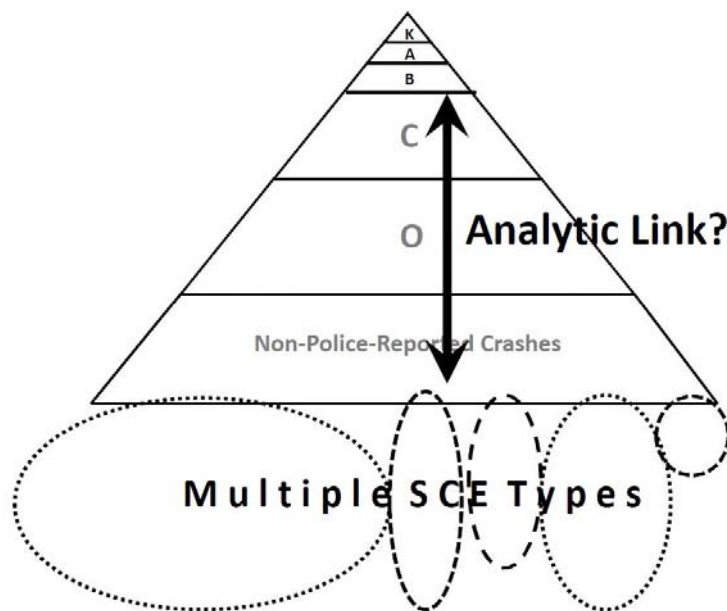 K
A
B
C
O
Analytic Link?
Non-Police-Reported Crashes
Multiple SCE Types